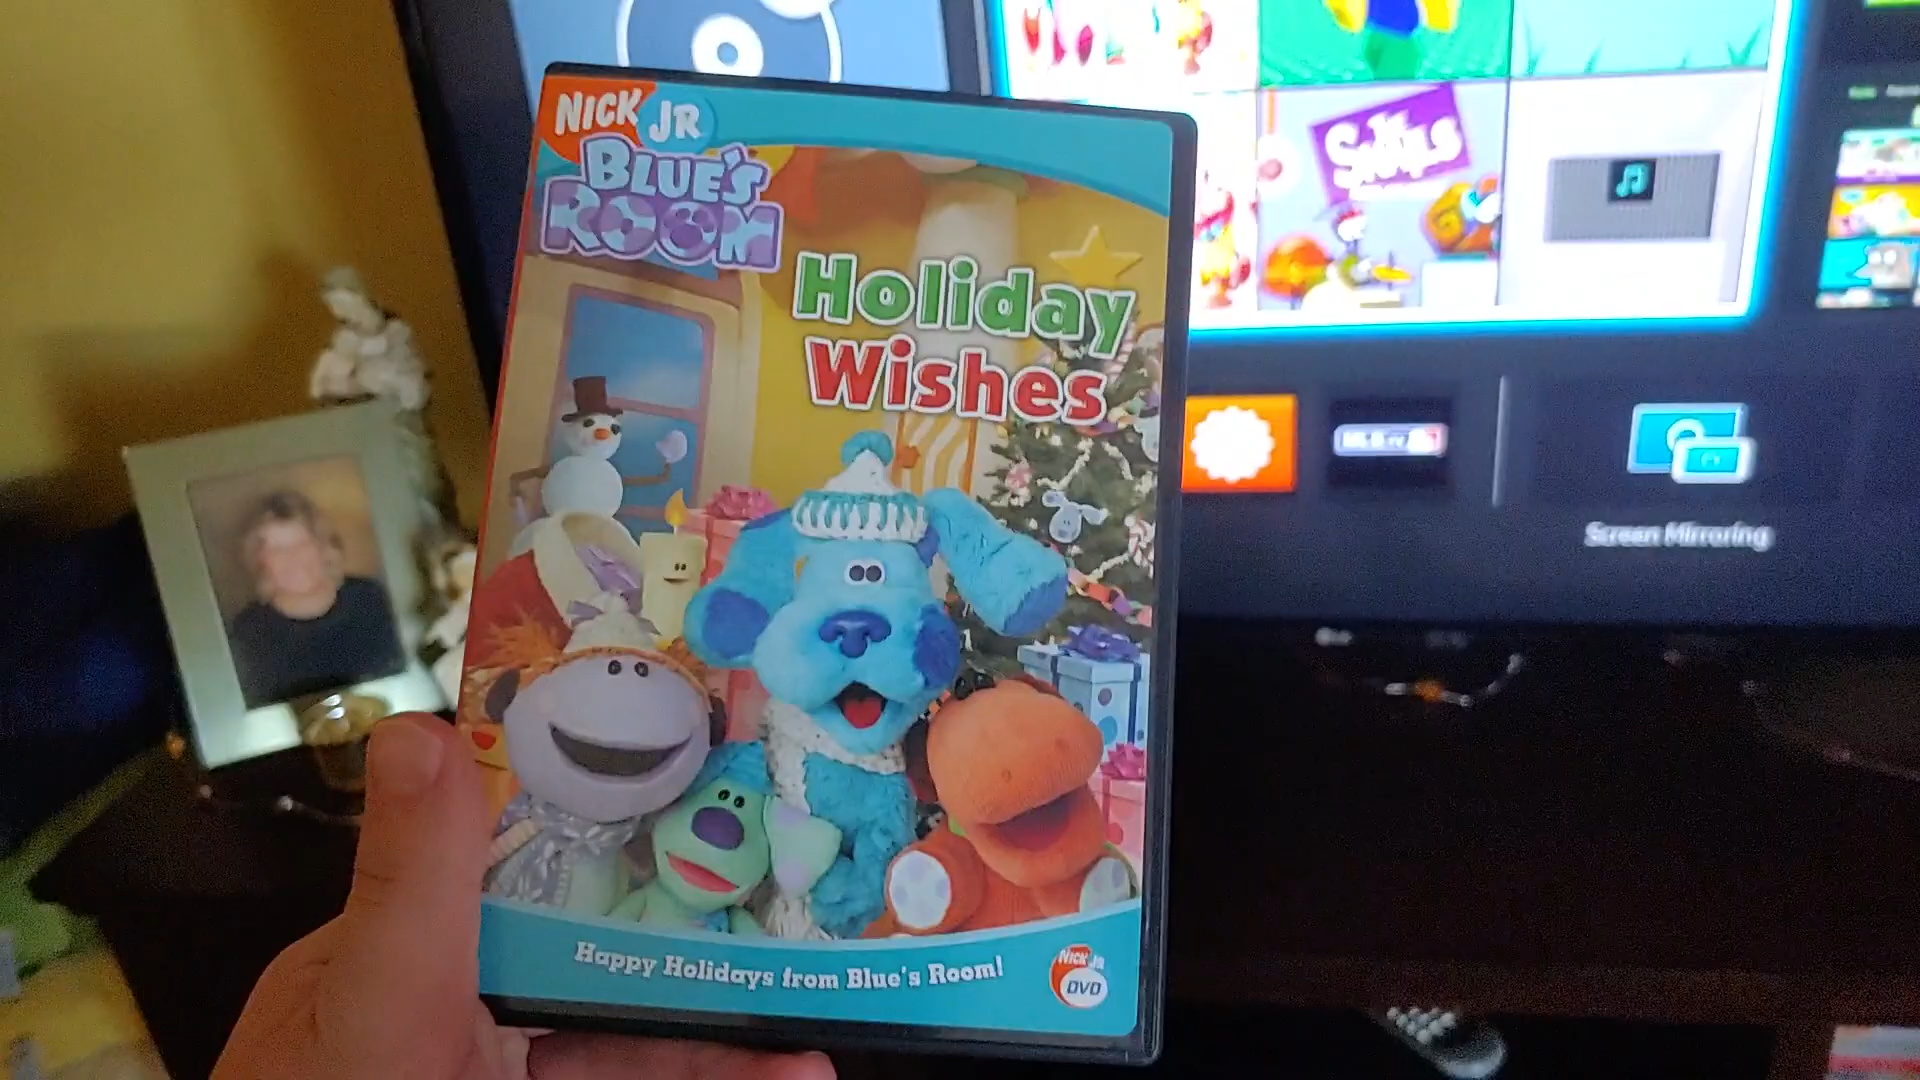 NICK JR
BLUE'S
ROOM
Holiday
Wishes
Happy Holidays from Blue's Room!
NICK JR
DVD
Screen Mirroring